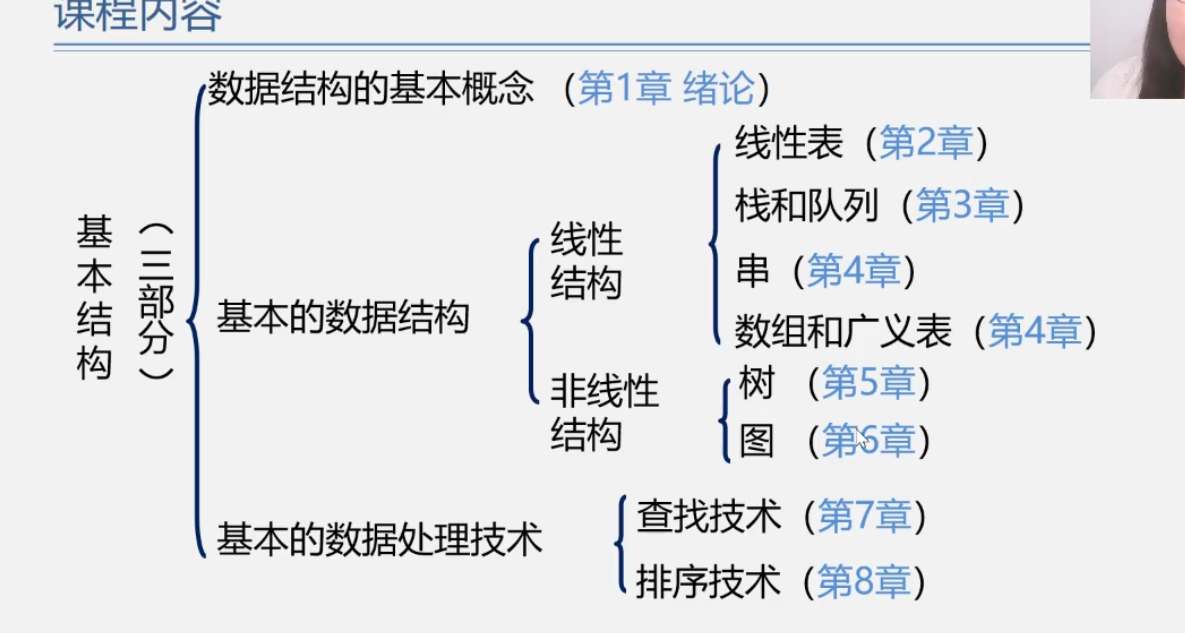 课程内容
数据结构的基本概念 （第1章 绪论）
基本结构
（三部分）
基本的数据结构
线性
结构
线性表（第2章）
栈和队列（第3章）
串（第4章）
数组和广义表（第4章）
非线性
结构
树 （第5章）
图 （第6章）
基本的数据处理技术
查找技术（第7章）
排序技术（第8章）